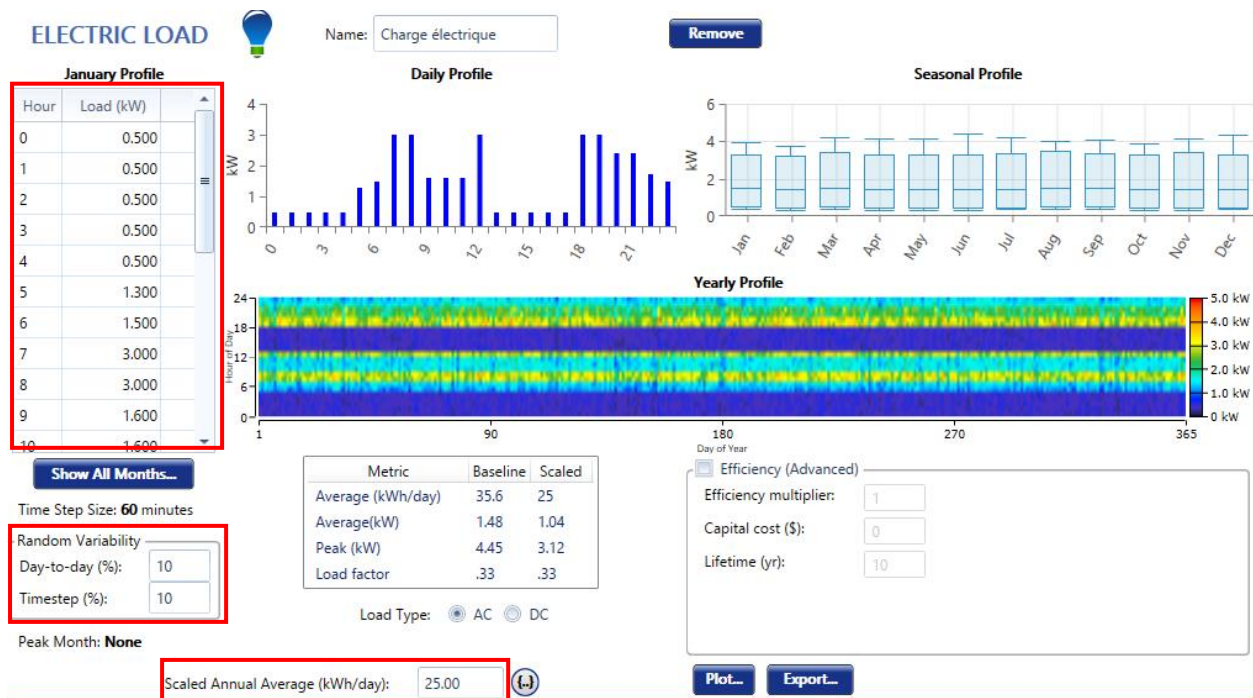 ELECTRIC LOAD
Name: Charge électrique
Remove
January Profile
Hour Load (kW)
0 0.500
1 0.500
2 0.500
3 0.500
4 0.500
5 1.300
6 1.500
7 3.000
8 3.000
9 1.600
10 1.600
Show All Months...
Time Step Size: 60 minutes
Random Variability
Day-to-day (%): 10
Timestep (%): 10
Peak Month: None
Daily Profile
kW
4
3
2
1
0
0 3 6 9 12 15 18 21
Seasonal Profile
kW
6
4
2
0
Jan Feb Mar Apr May Jun Jul Aug Sep Oct Nov Dec
Yearly Profile
Hour of Day
24
18
12
6
0
1 90 180 270 365
Day of Year
5.0 kW
4.0 kW
3.0 kW
2.0 kW
1.0 kW
0 kW
Metric Baseline Scaled
Average (kWh/day) 35.6 25
Average(kW) 1.48 1.04
Peak (kW) 4.45 3.12
Load factor .33 .33
Load Type: AC DC
Scaled Annual Average (kWh/day): 25.00 {..}
Efficiency (Advanced)
Efficiency multiplier: 1
Capital cost ($): 0
Lifetime (yr): 10
Plot... Export...